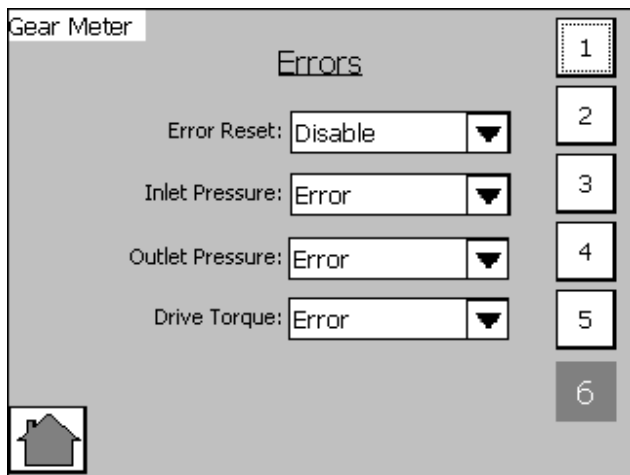 Gear Meter
Errors
1
Error Reset: Disable
2
Inlet Pressure: Error
3
Outlet Pressure: Error
4
Drive Torque: Error
5
6